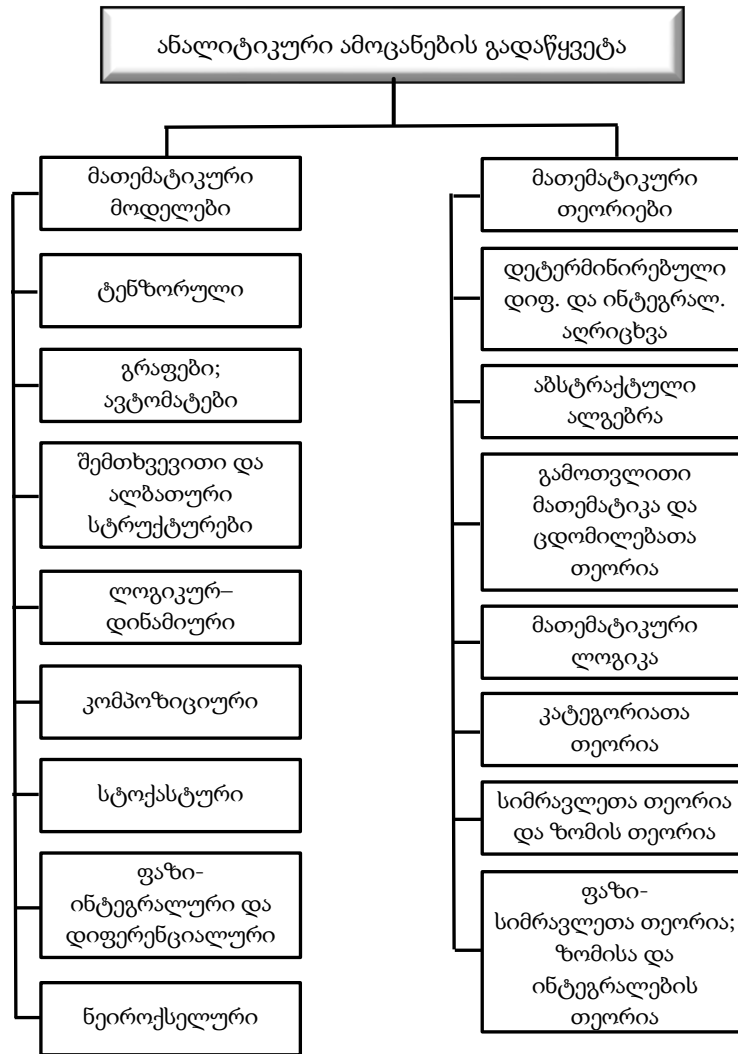 ანალიტიკური ამოცანების გადაწყვეტა
მათემატიკური
მოდელები
ტენზორული
გრაფები;
ავტომატები
შემთხვევითი და
ალბათური
სტრუქტურები
ლოგიკურ–
დინამიური
კომპოზიციური
სტოქასტური
ფაზი-
ინტეგრალური და
დიფერენციალური
ნეიროქსელური
მათემატიკური
თეორიები
დეტერმინირებული
დიფ. და ინტეგრალ.
აღრიცხვა
აბსტრაქტული
ალგებრა
გამოთვლითი
მათემატიკა და
ცდომილებათა
თეორია
მათემატიკური
ლოგიკა
კატეგორიათა
თეორია
სიმრავლეთა თეორია
და ზომის თეორია
ფაზი-
სიმრავლეთა თეორია;
ზომისა და
ინტეგრალების
თეორია